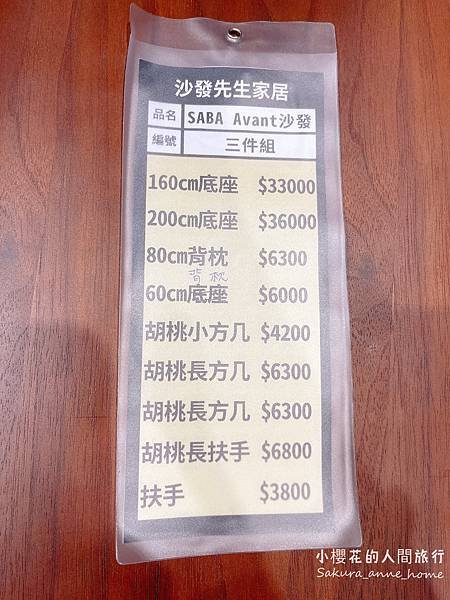 沙發先生家居
品名 SABA Avant沙發
編號 三件組
160cm底座 $33000
200cm底座 $36000
80cm背枕 $6300
背枕
60cm底座 $6000
胡桃小方几 $4200
胡桃長方几 $6300
胡桃長方几 $6300
胡桃長扶手 $6800
扶手 $3800
小櫻花的人間旅行
Sakura_anne_home